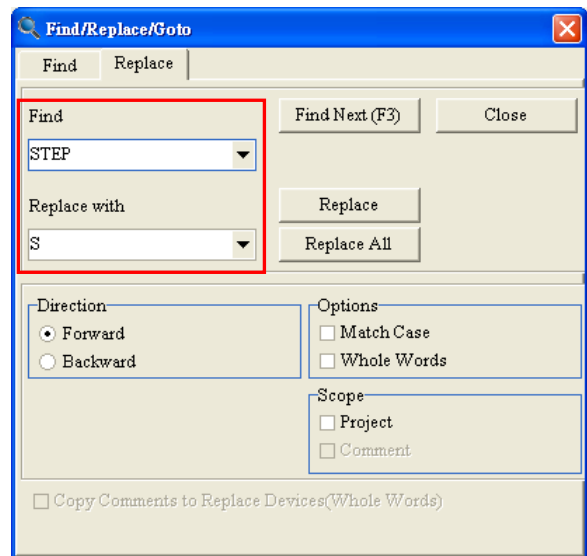 Find/Replace/Goto
Find Replace
Find
Find Next (F3) Close
STEP
Replace with
Replace
S
Replace All
Direction
Forward
Backward
Options
Match Case
Whole Words
Scope
Project
Comment
Copy Comments to Replace Devices(Whole Words)